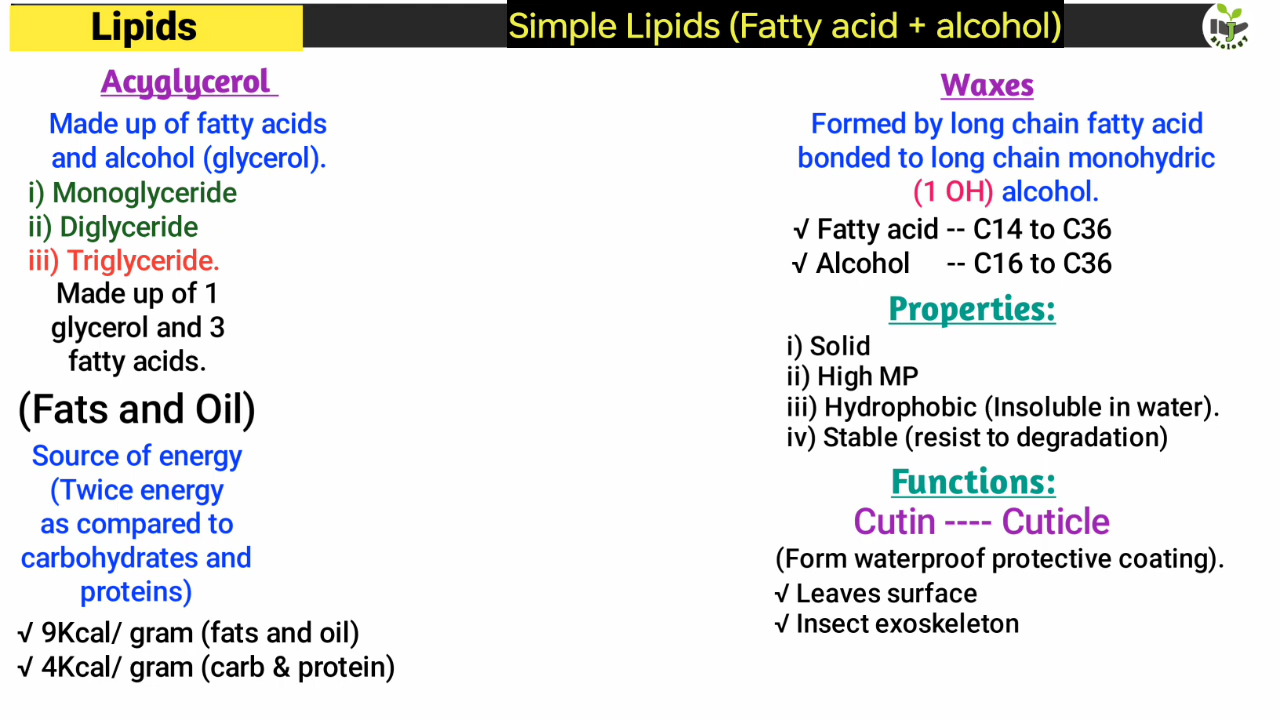 Lipids
Simple Lipids (Fatty acid + alcohol)
Biology
Acyglycerol
Made up of fatty acids
and alcohol (glycerol).
i) Monoglyceride
ii) Diglyceride
iii) Triglyceride.
Made up of 1
glycerol and 3
fatty acids.
(Fats and Oil)
Source of energy
(Twice energy
as compared to
carbohydrates and
proteins)
√ 9Kcal/ gram (fats and oil)
√ 4Kcal/ gram (carb & protein)
Waxes
Formed by long chain fatty acid
bonded to long chain monohydric
(1 OH) alcohol.
√ Fatty acid -- C14 to C36
√ Alcohol -- C16 to C36
Properties:
i) Solid
ii) High MP
iii) Hydrophobic (Insoluble in water).
iv) Stable (resist to degradation)
Functions:
Cutin ---- Cuticle
(Form waterproof protective coating).
√ Leaves surface
√ Insect exoskeleton